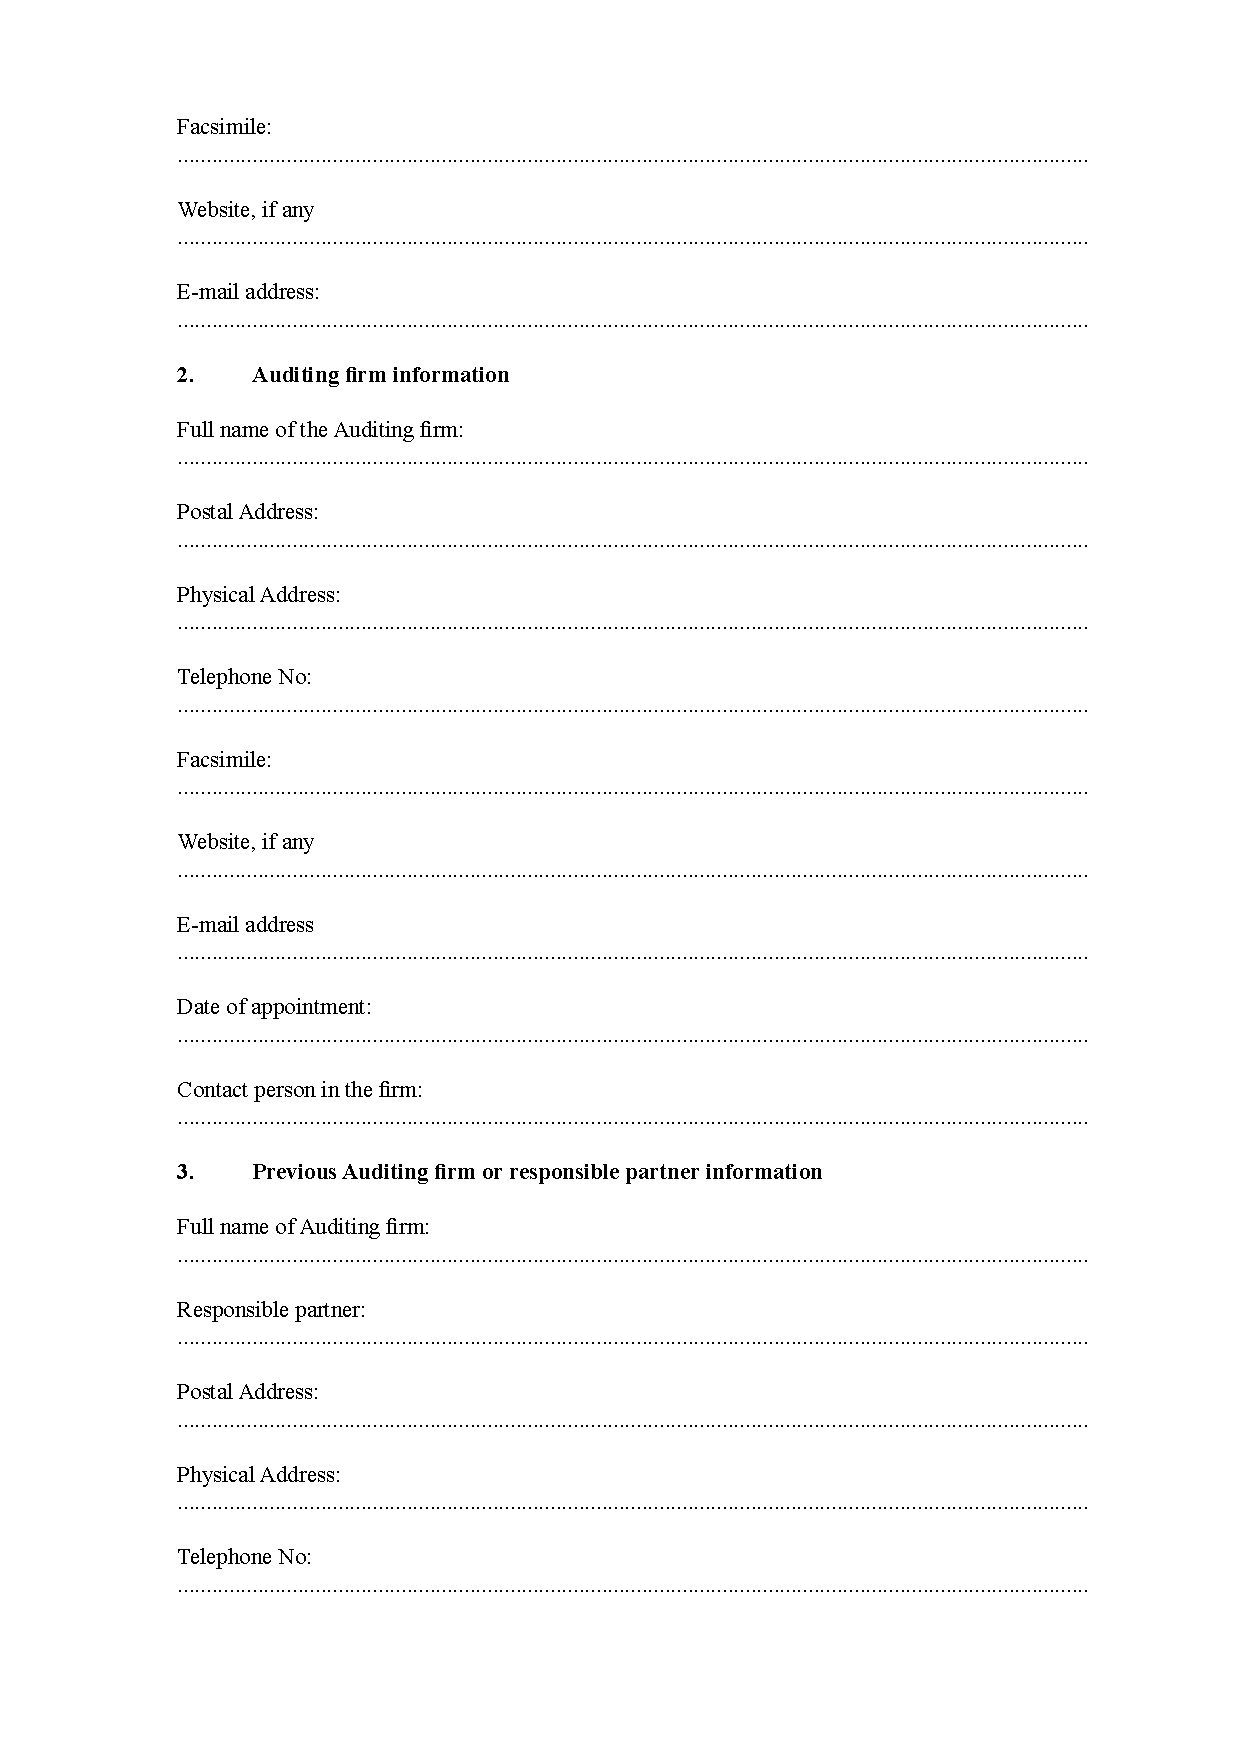 Facsimile:
................................................................................................................................................................
Website, if any
................................................................................................................................................................
E-mail address:
................................................................................................................................................................
2. Auditing firm information
Full name of the Auditing firm:
................................................................................................................................................................
Postal Address:
................................................................................................................................................................
Physical Address:
................................................................................................................................................................
Telephone No:
................................................................................................................................................................
Facsimile:
................................................................................................................................................................
Website, if any
................................................................................................................................................................
E-mail address
................................................................................................................................................................
Date of appointment:
................................................................................................................................................................
Contact person in the firm:
................................................................................................................................................................
3. Previous Auditing firm or responsible partner information
Full name of Auditing firm:
................................................................................................................................................................
Responsible partner:
................................................................................................................................................................
Postal Address:
................................................................................................................................................................
Physical Address:
................................................................................................................................................................
Telephone No:
................................................................................................................................................................